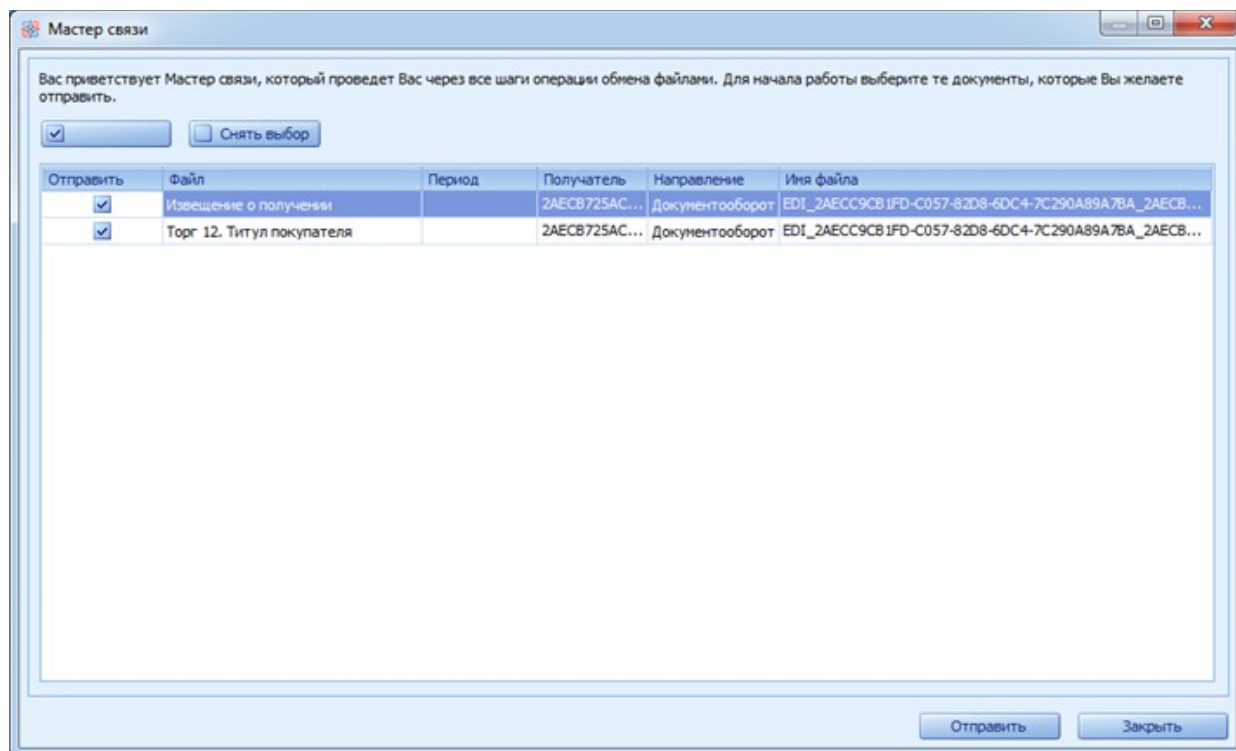 Мастер связи
Вас приветствует Мастер связи, который проведет Вас через все шаги операции обмена файлами. Для начала работы выберите те документы, которые Вы желаете
отправить.
Снять выбор
Отправить Файл Период Получатель Направление Имя файла
Извещение о получении 2AECB725AC... Документооборот EDI_2AECC9CB1FD-C057-82D8-6DC4-7C290A89A7BA_2AECB...
Торг 12. Титул покупателя 2AECB725AC... Документооборот EDI_2AECC9CB1FD-C057-82D8-6DC4-7C290A89A7BA_2AECB...
Отправить Закрыть